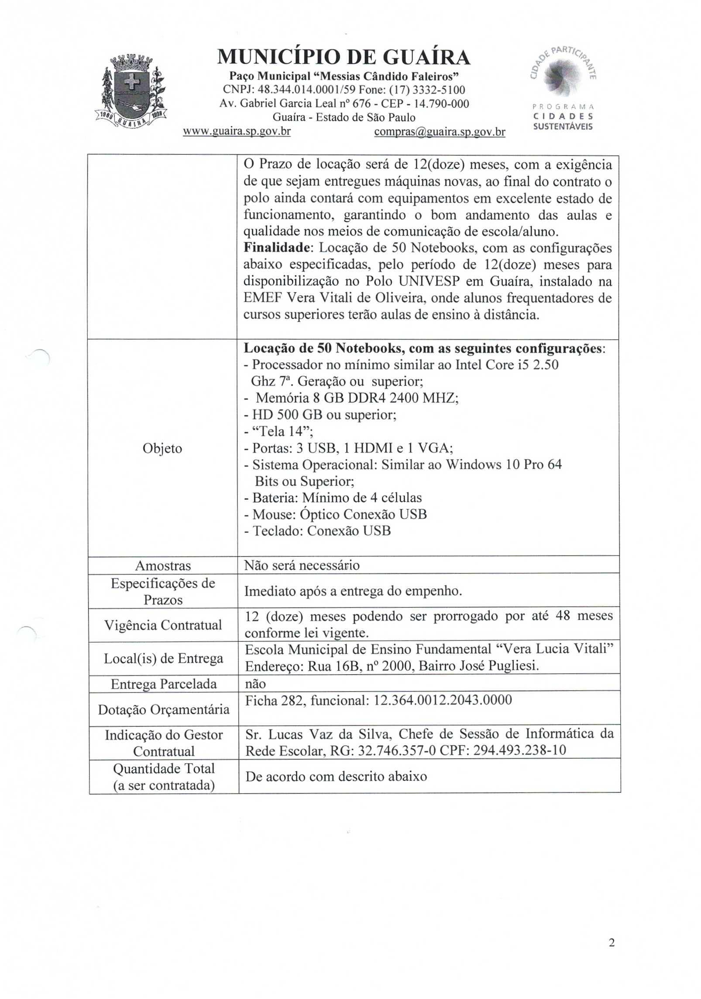 MUNICÍPIO DE GUAÍRA
Paço Municipal “Messias Cândido Faleiros”
CNPJ: 48.344.014.0001/59 Fone: (17) 3332-5100
Av. Gabriel Garcia Leal nº 676 - CEP - 14.790-000
Guaíra - Estado de São Paulo
www.guaira.sp.gov.br compras@guaira.sp.gov.br
1909 GUAIRA 1928
CIDADE PARTICIPANTE
PROGRAMA
CIDADES
SUSTENTÁVEIS
O Prazo de locação será de 12(doze) meses, com a exigência
de que sejam entregues máquinas novas, ao final do contrato o
polo ainda contará com equipamentos em excelente estado de
funcionamento, garantindo o bom andamento das aulas e
qualidade nos meios de comunicação de escola/aluno.
Finalidade: Locação de 50 Notebooks, com as configurações
abaixo especificadas, pelo período de 12(doze) meses para
disponibilização no Polo UNIVESP em Guaíra, instalado na
EMEF Vera Vitali de Oliveira, onde alunos frequentadores de
cursos superiores terão aulas de ensino à distância.
Objeto
Locação de 50 Notebooks, com as seguintes configurações:
- Processador no mínimo similar ao Intel Core i5 2.50
Ghz 7ª. Geração ou superior;
- Memória 8 GB DDR4 2400 MHZ;
- HD 500 GB ou superior;
- “Tela 14”;
- Portas: 3 USB, 1 HDMI e 1 VGA;
- Sistema Operacional: Similar ao Windows 10 Pro 64
Bits ou Superior;
- Bateria: Mínimo de 4 células
- Mouse: Óptico Conexão USB
- Teclado: Conexão USB
Amostras
Não será necessário
Especificações de
Prazos
Imediato após a entrega do empenho.
Vigência Contratual
12 (doze) meses podendo ser prorrogado por até 48 meses
conforme lei vigente.
Local(is) de Entrega
Escola Municipal de Ensino Fundamental “Vera Lucia Vitali”
Endereço: Rua 16B, nº 2000, Bairro José Pugliesi.
Entrega Parcelada
não
Dotação Orçamentária
Ficha 282, funcional: 12.364.0012.2043.0000
Indicação do Gestor
Contratual
Sr. Lucas Vaz da Silva, Chefe de Sessão de Informática da
Rede Escolar, RG: 32.746.357-0 CPF: 294.493.238-10
Quantidade Total
(a ser contratada)
De acordo com descrito abaixo
2